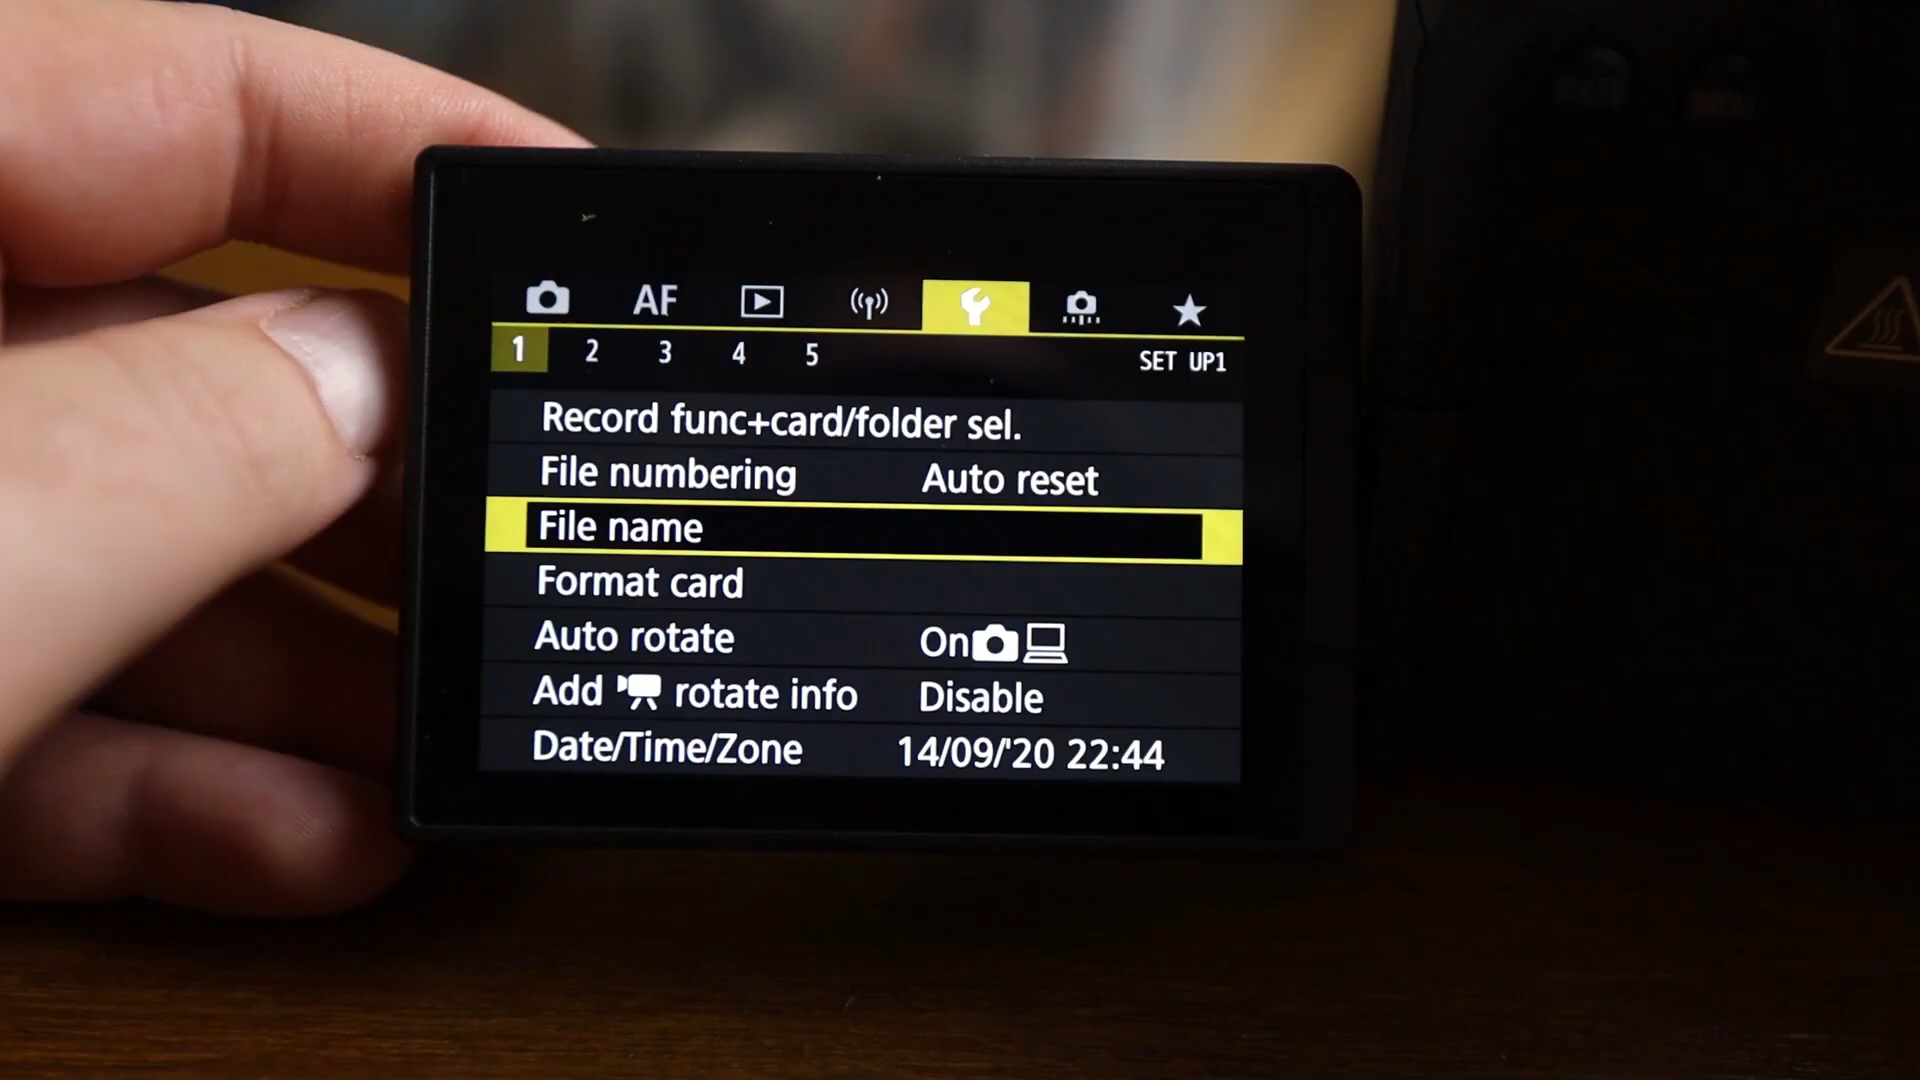 AF
1 2 3 4 5 SET UP1
Record func+card/folder sel.
File numbering Auto reset
File name
Format card
Auto rotate On
Add rotate info Disable
Date/Time/Zone 14/09/'20 22:44